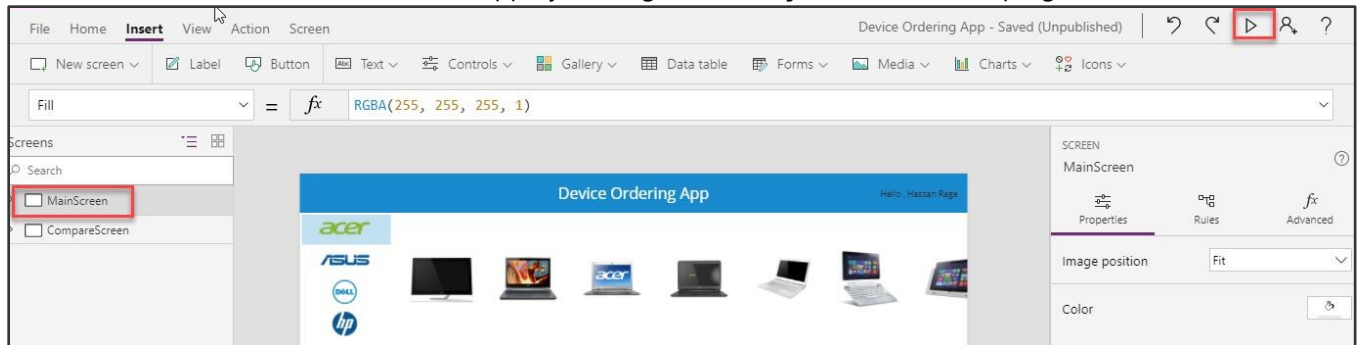 File Home Insert View Action Screen Device Ordering App - Saved (Unpublished) ?
New screen Label Button Abc Text Controls Gallery Data table Forms Media Charts Icons
Fill = fx RGBA(255, 255, 255, 1)
Screens
Search
MainScreen
CompareScreen
Device Ordering App
Hello , Hassan Rage
acer
ASUS
DELL
hp
acer
SCREEN
MainScreen
?
Properties Rules fx Advanced
Image position Fit
Color